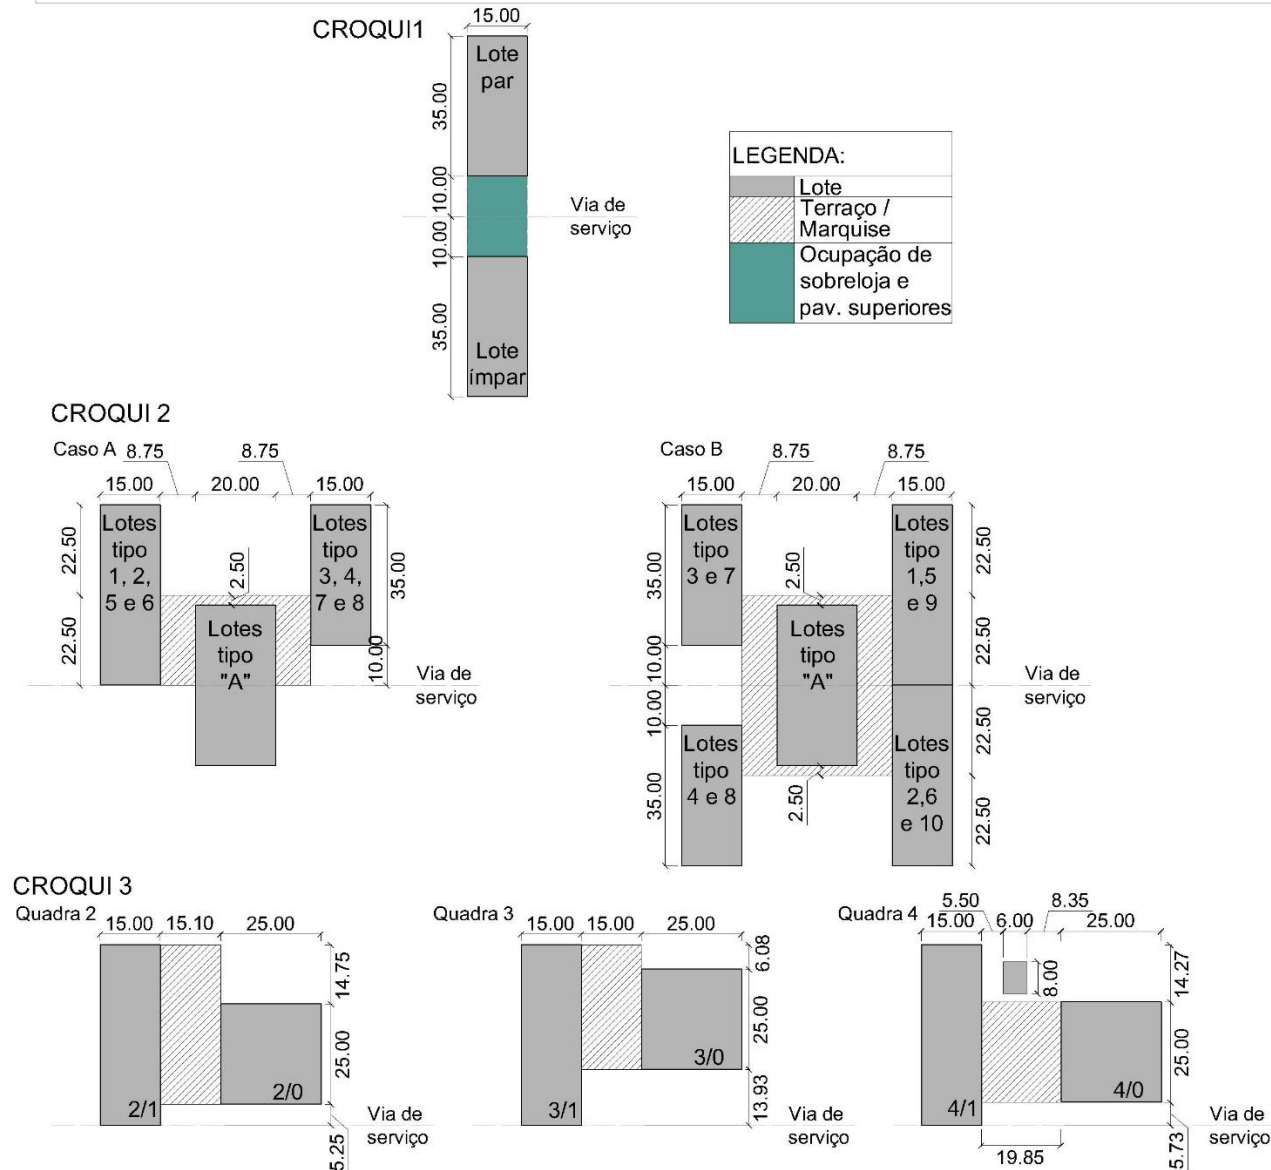 CROQUI1
15.00
Lote
par
35.00
10.00
10.00
35.00
Via de
serviço
Lote
ímpar
LEGENDA:
Lote
Terraço /
Marquise
Ocupação de
sobreloja e
pav. superiores
CROQUI 2
Caso A
8.75
8.75
15.00
20.00
15.00
22.50
22.50
Lotes
tipo
1, 2,
5 e 6
2.50
Lotes
tipo
"A"
Lotes
tipo
3, 4,
7 e 8
35.00
10.00
Via de
serviço
Caso B
8.75
8.75
15.00
20.00
15.00
35.00
10.00
10.00
35.00
Lotes
tipo
3 e 7
Lotes
tipo
4 e 8
2.50
Lotes
tipo
"A"
2.50
Lotes
tipo
1,5
e 9
Lotes
tipo
2,6
e 10
22.50
22.50
22.50
22.50
Via de
serviço
CROQUI 3
Quadra 2
15.00
15.10
25.00
14.75
25.00
5.25
2/1
2/0
Via de
serviço
Quadra 3
15.00
15.00
25.00
6.08
25.00
13.93
3/1
3/0
Via de
serviço
Quadra 4
5.50
8.35
15.00
6.00
25.00
8.00
14.27
25.00
5.73
4/1
4/0
19.85
Via de
serviço